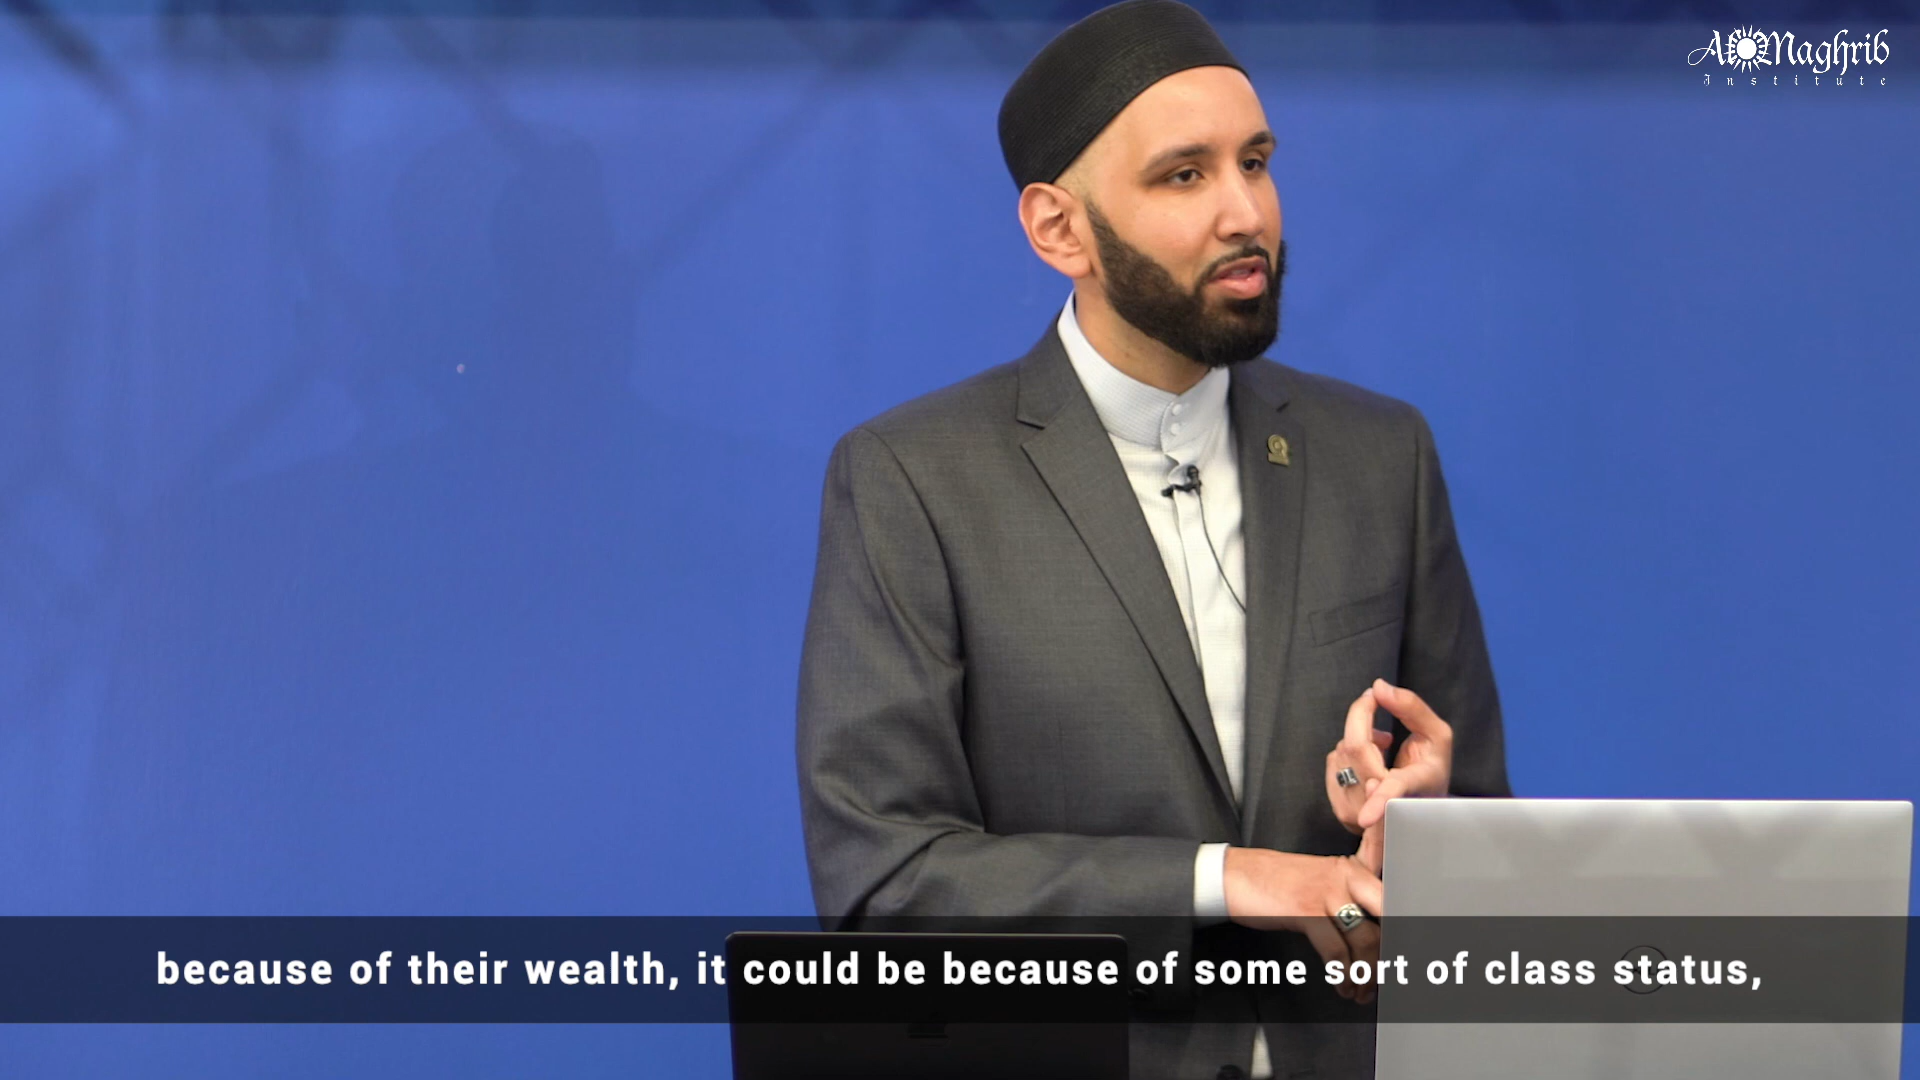 AlMaghrib
Institute
because of their wealth, it could be because of some sort of class status,